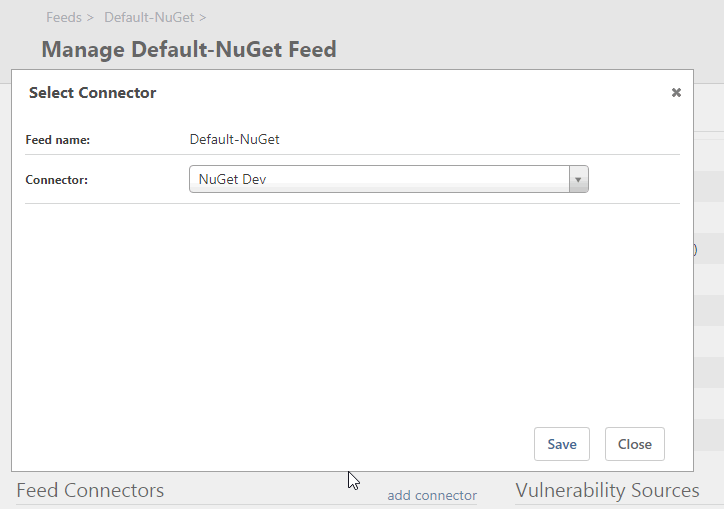 Feeds > Default-NuGet >
Manage Default-NuGet Feed
Select Connector
Feed name: Default-NuGet
Connector: NuGet Dev
)
Save Close
Feed Connectors add connector Vulnerability Sources